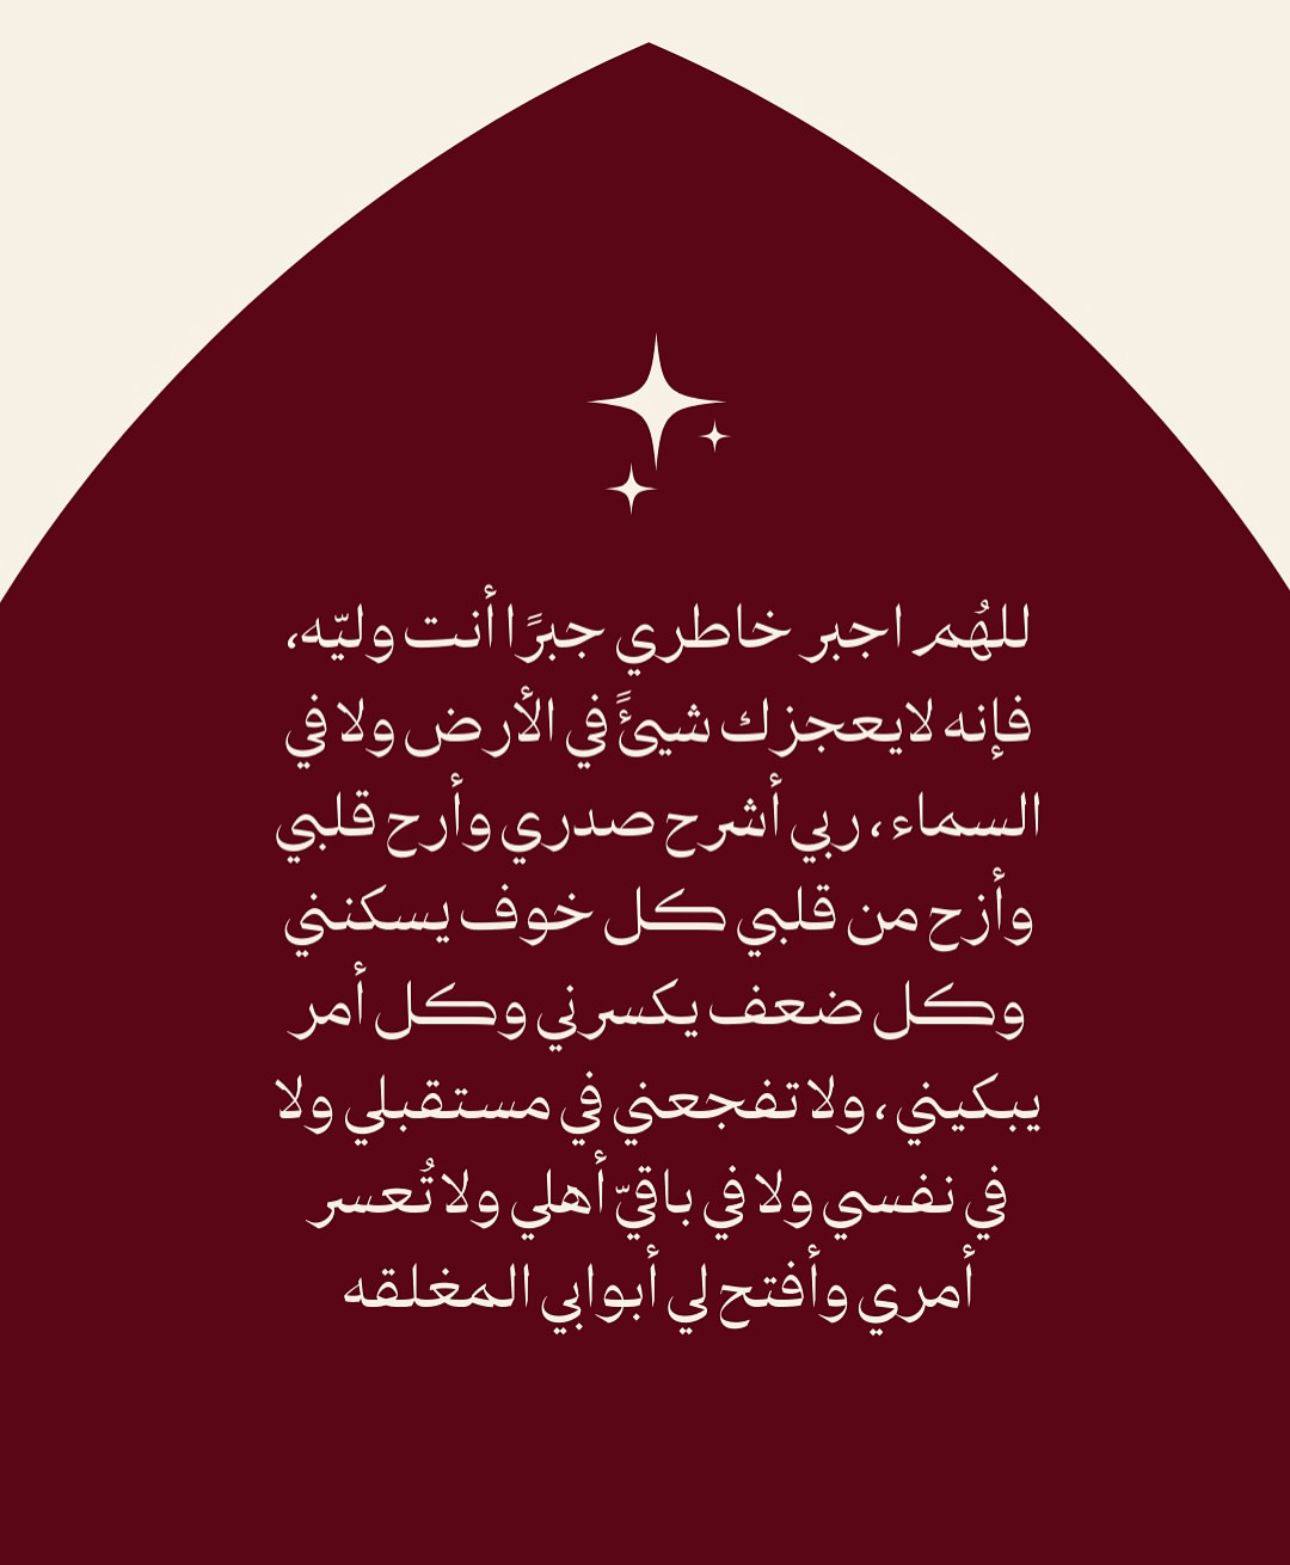 للهُم اجبر خاطري جبرًا أنت وليّه،
فإنه لايعجزك شيئًٔ في الأرض ولا في
السماء، ربي أشرح صدري وأرح قلبي
وأزح من قلبي كل خوف يسكنني
وكل ضعف يكسرني وكل أمر
يبكيني، ولا تفجعني في مستقبلي ولا
في نفسي ولا في باقيّ أهلي ولا تُعسر
أمري وأفتح لي أبوابي المغلقه